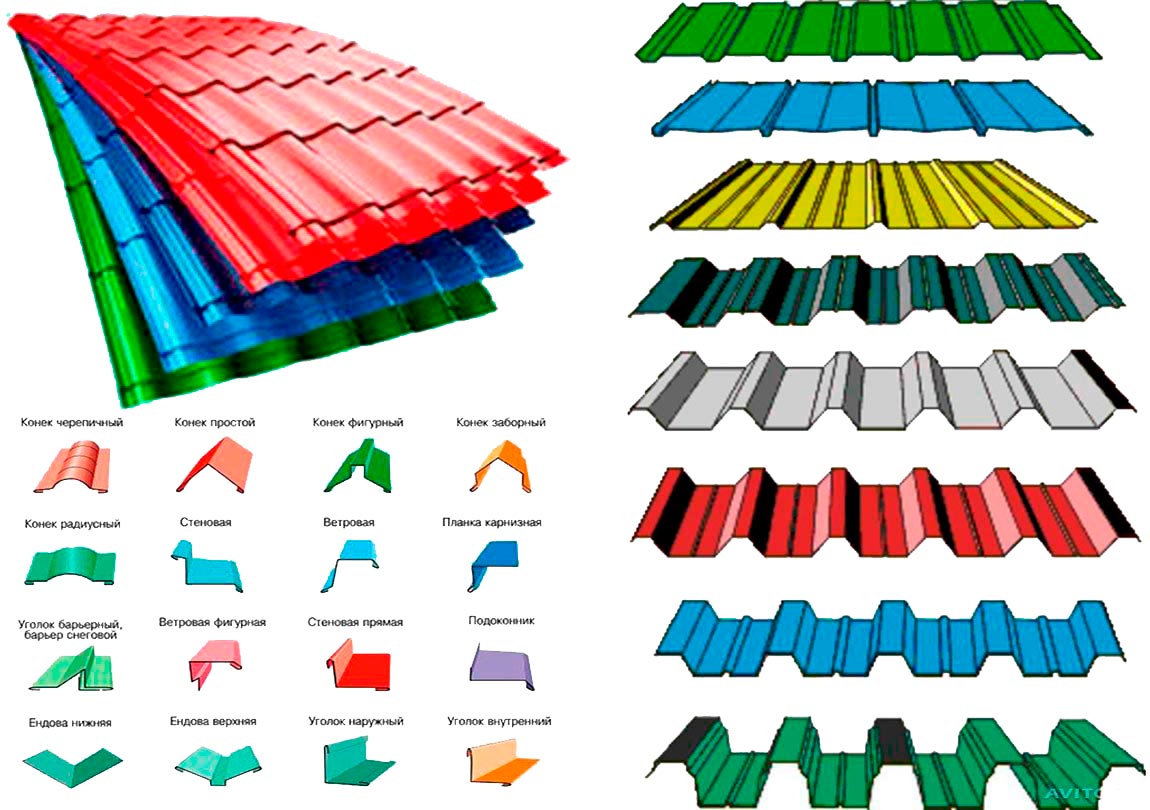 Конек черепичный
Конек простой
Конек фигурный
Конек заборный
Конек радиусный
Стеновая
Ветровая
Планка карнизная
Уголок барьерный,
барьер снеговой
Ветровая фигурная
Стеновая прямая
Подоконник
Ендова нижняя
Ендова верхняя
Уголок наружный
Уголок внутренний